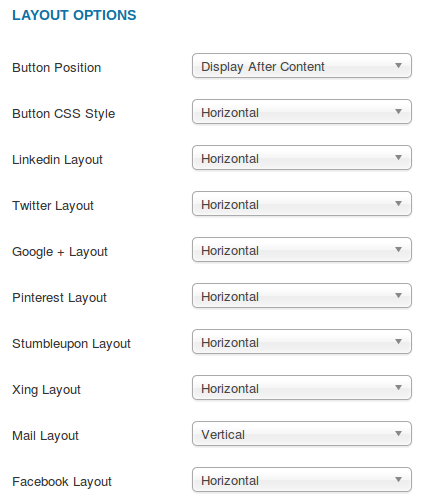 LAYOUT OPTIONS
Button Position Display After Content
Button CSS Style Horizontal
Linkedin Layout Horizontal
Twitter Layout Horizontal
Google + Layout Horizontal
Pinterest Layout Horizontal
Stumbleupon Layout Horizontal
Xing Layout Horizontal
Mail Layout Vertical
Facebook Layout Horizontal